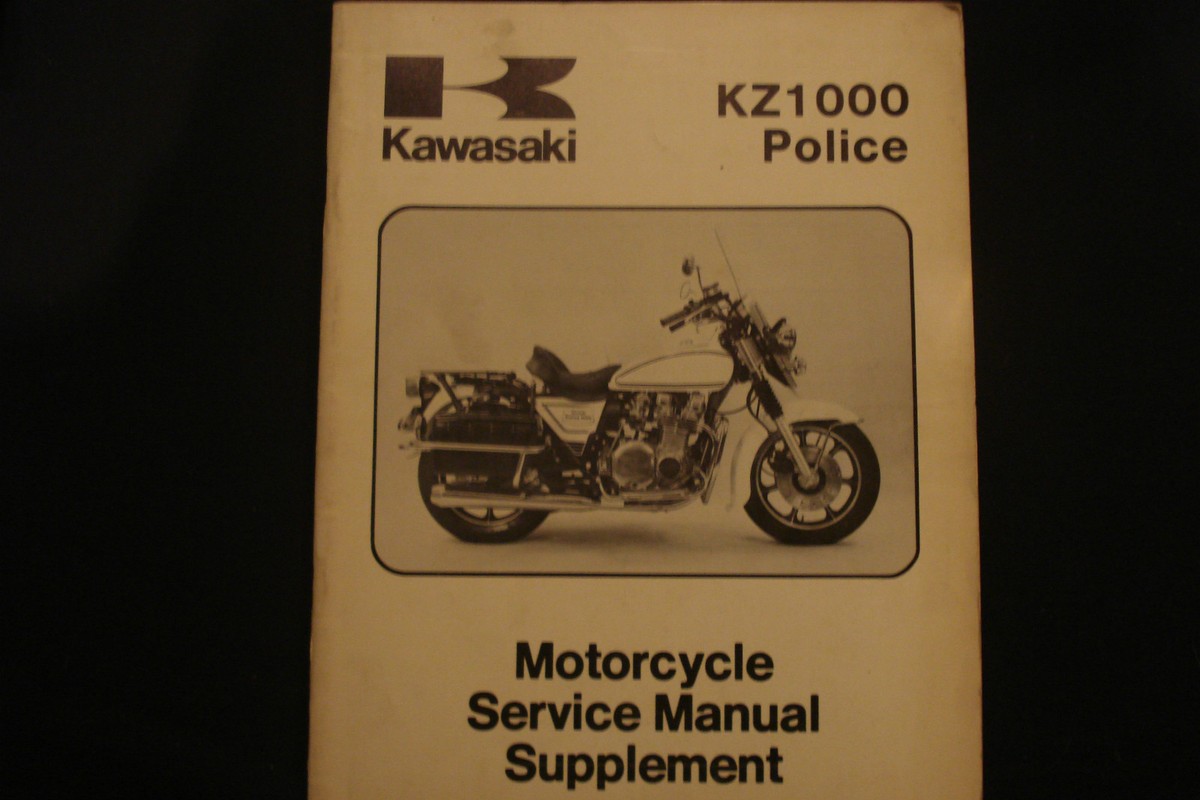 Kawasaki
KZ1000
Police
Motorcycle
Service Manual
Supplement